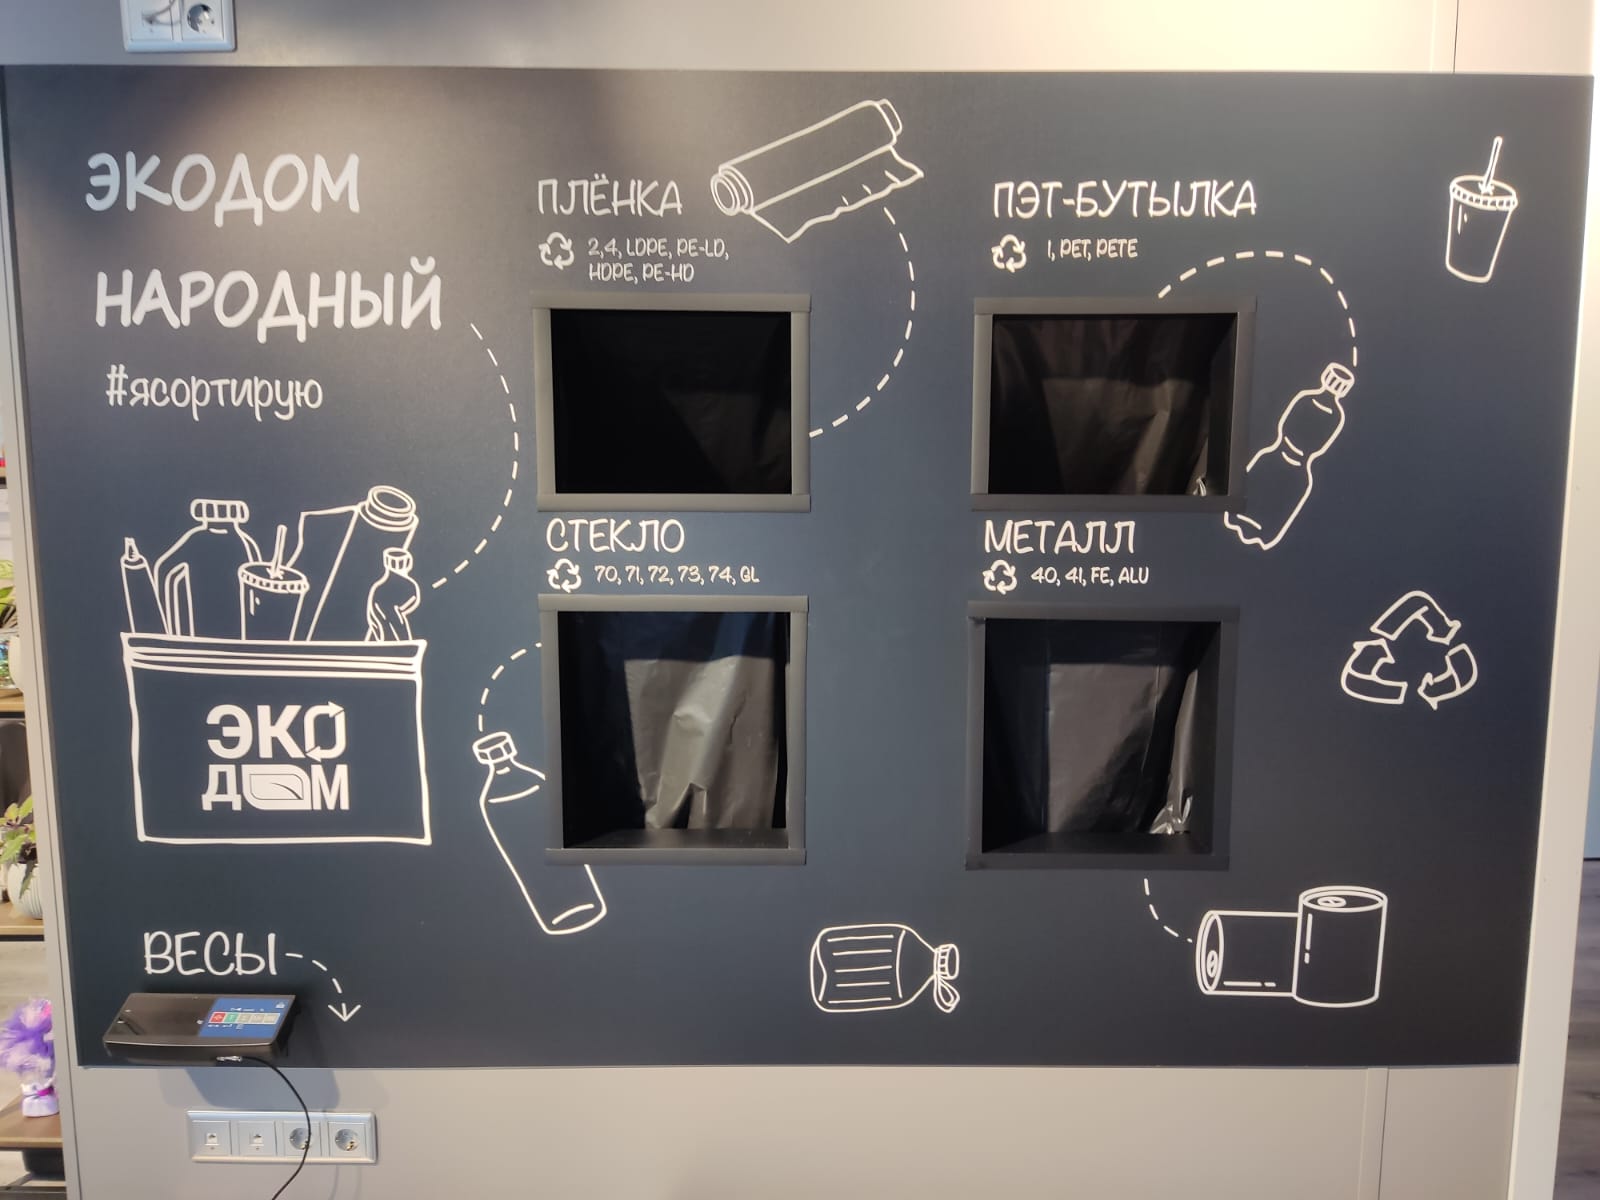 ЭКОДОМ
НАРОДНЫЙ
#ясортирую
ПЛЁНКА
2,4, LDPE, PE-LD,
HDPE, PE-HD
ПЭТ-БУТЫЛКА
1, PET, PETE
СТЕКЛО
70, 71, 72, 73, 74, GL
МЕТАЛЛ
40, 41, FE, ALU
ЭКО
ДОМ
ВЕСЫ